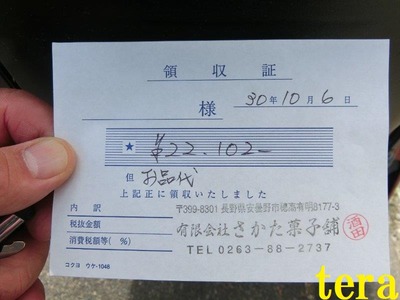 領収証
様 30年10月6日
★ ¥22,102-
但 お品代
上記正に領収いたしました
内訳
税抜金額
消費税額等(%)
〒399-8301 長野県安曇野市穂高有明8177-3
有限会社 さかた菓子舗
TEL 0263-88-2737
コクヨ ウケ-1048
tera